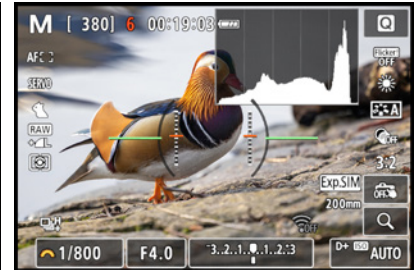 M [ 380] 6 00:19:03
AF
SERVO
RAW
+L
Q
Flicker
OFF
A
3:2
Exp.SIM
200mm
OFF
H
1/800 F4.0 -3..2..1..0..1..2.:3 D+ ISO AUTO